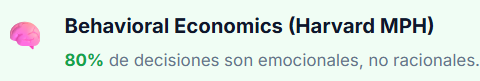 Behavioral Economics (Harvard MPH)
80% de decisiones son emocionales, no racionales.